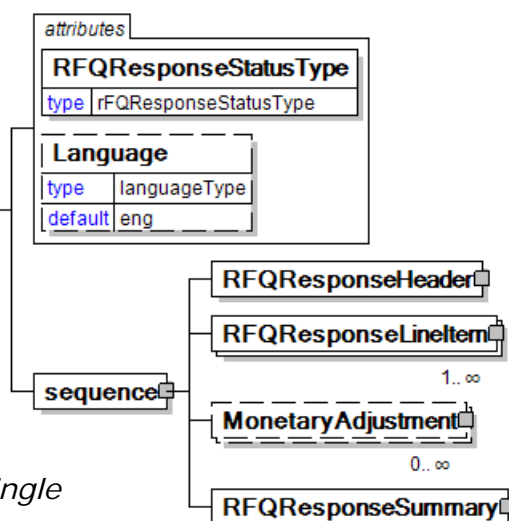 attributes
RFQResponseStatusType
type rFQResponseStatusType
Language
type languageType
default eng
RFQResponseHeader
RFQResponseLineItem
1.. ∞
sequence
MonetaryAdjustment
0.. ∞
ingle
RFQResponseSummary